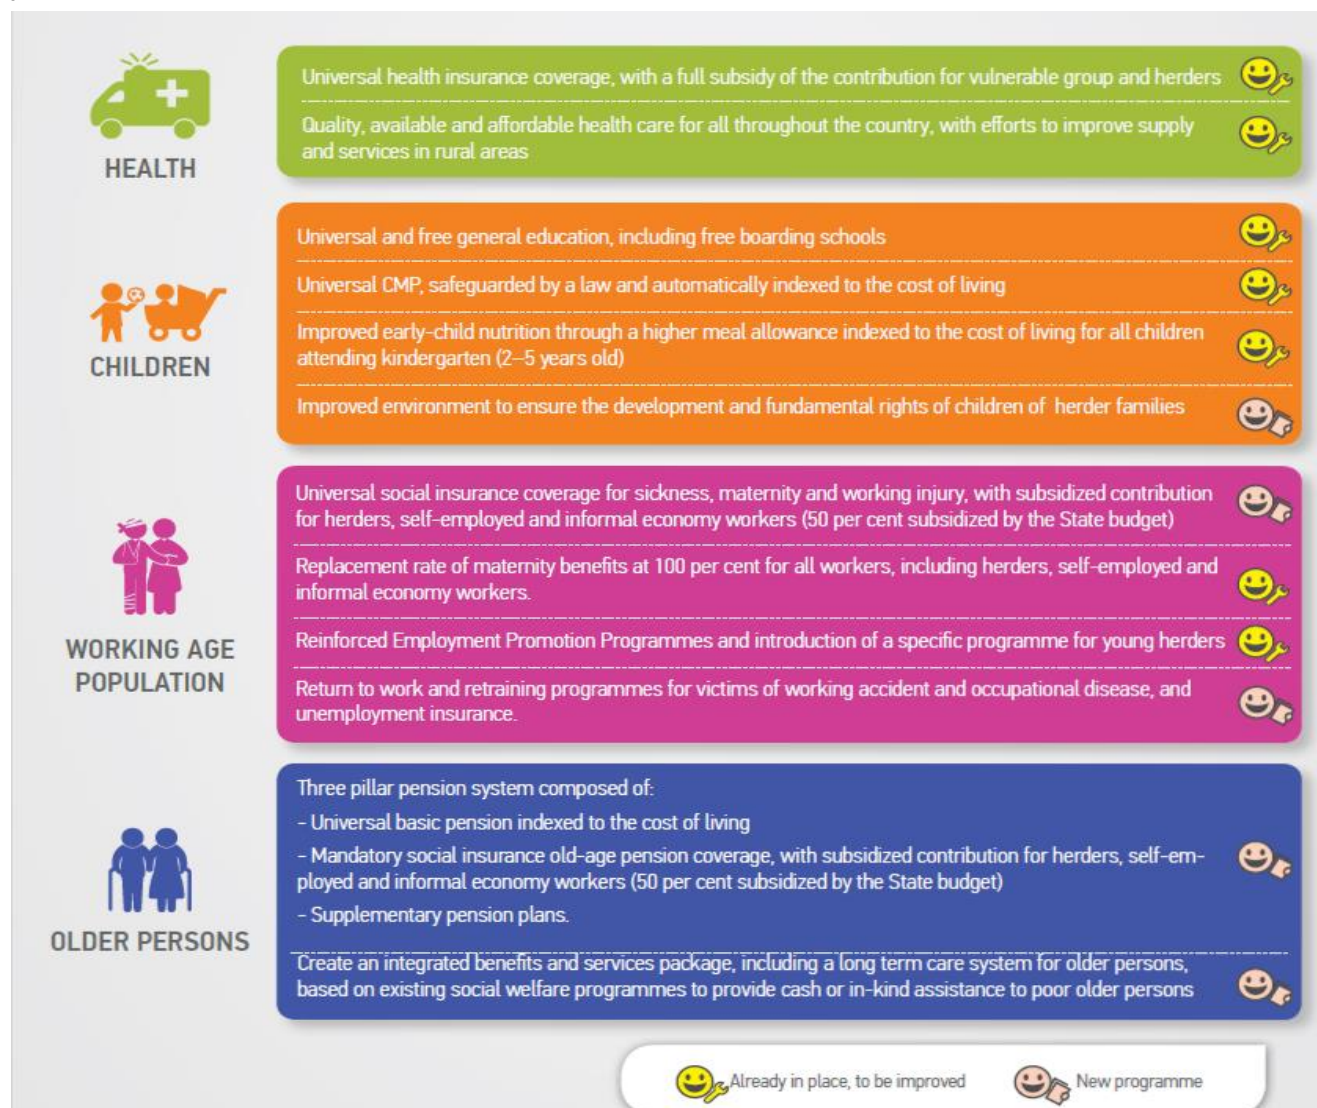 HEALTH
Universal health insurance coverage, with a full subsidy of the contribution for vulnerable group and herders
Quality, available and affordable health care for all throughout the country, with efforts to improve supply
and services in rural areas
CHILDREN
Universal and free general education, including free boarding schools
Universal CMP, safeguarded by a law and automatically indexed to the cost of living
Improved early-child nutrition through a higher meal allowance indexed to the cost of living for all children
attending kindergarten (2–5 years old)
Improved environment to ensure the development and fundamental rights of children of herder families
WORKING AGE
POPULATION
Universal social insurance coverage for sickness, maternity and working injury, with subsidized contribution
for herders, self-employed and informal economy workers (50 per cent subsidized by the State budget)
Replacement rate of maternity benefits at 100 per cent for all workers, including herders, self-employed and
informal economy workers.
Reinforced Employment Promotion Programmes and introduction of a specific programme for young herders
Return to work and retraining programmes for victims of working accident and occupational disease, and
unemployment insurance.
OLDER PERSONS
Three pillar pension system composed of:
- Universal basic pension indexed to the cost of living
- Mandatory social insurance old-age pension coverage, with subsidized contribution for herders, self-em-
ployed and informal economy workers (50 per cent subsidized by the State budget)
- Supplementary pension plans.
Create an integrated benefits and services package, including a long term care system for older persons,
based on existing social welfare programmes to provide cash or in-kind assistance to poor older persons
Already in place, to be improved
New programme